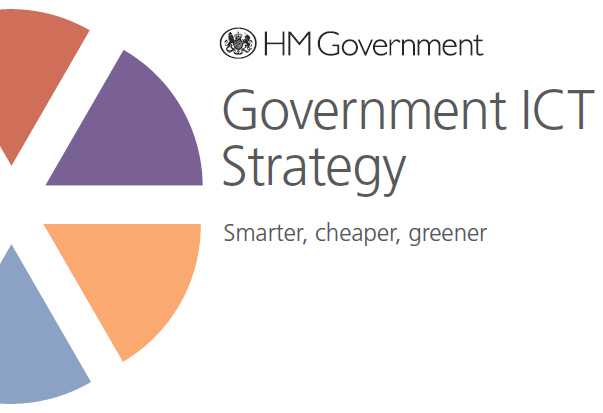 HM Government
Government ICT
Strategy
Smarter, cheaper, greener